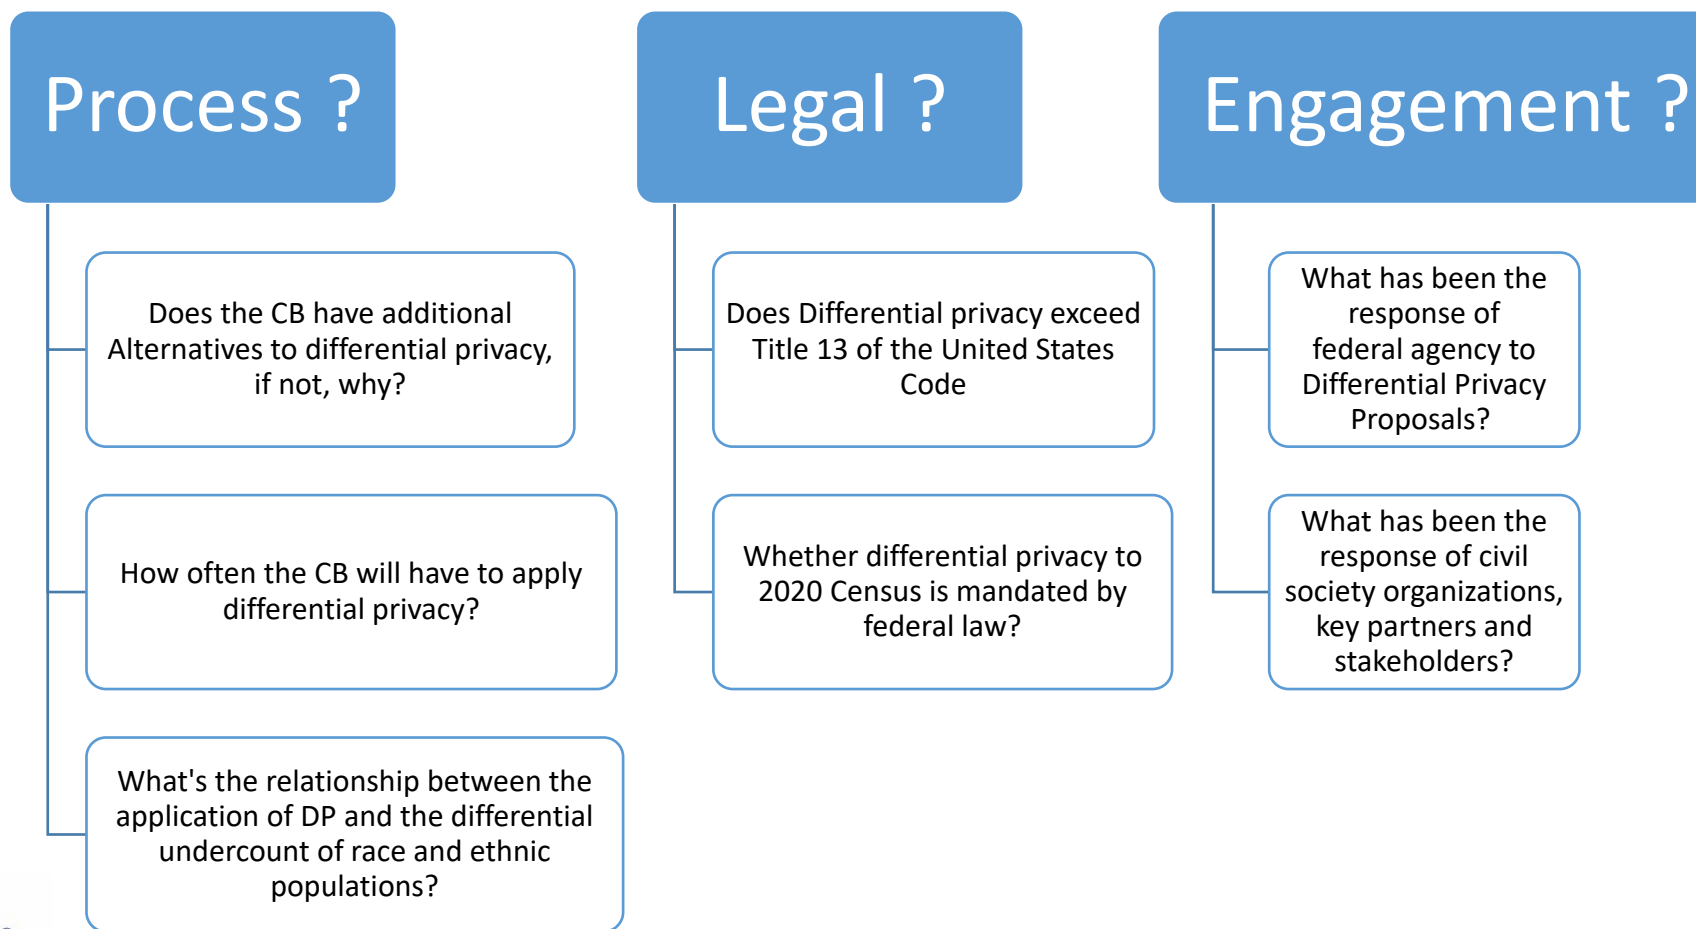 Process ?
Does the CB have additional
Alternatives to differential privacy,
if not, why?
How often the CB will have to apply
differential privacy?
What's the relationship between the
application of DP and the differential
undercount of race and ethnic
populations?
Legal ?
Does Differential privacy exceed
Title 13 of the United States
Code
Whether differential privacy to
2020 Census is mandated by
federal law?
Engagement ?
What has been the
response of
federal agency to
Differential Privacy
Proposals?
What has been the
response of civil
society organizations,
key partners and
stakeholders?